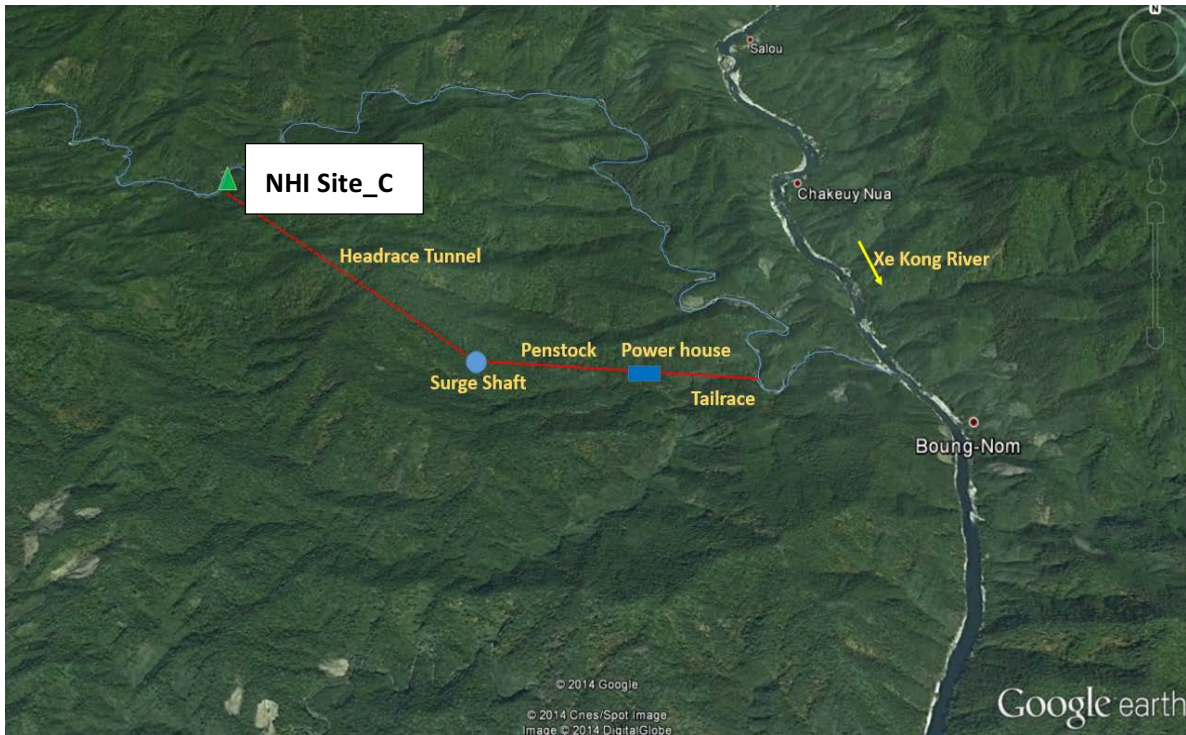 N
Salou
NHI Site_C
Chakeuy Nua
Headrace Tunnel
Xe Kong River
Penstock
Power house
Surge Shaft
Tailrace
Boung-Nom
© 2014 Google
© 2014 Cnes/Spot Image
Image © 2014 DigitalGlobe
Google earth